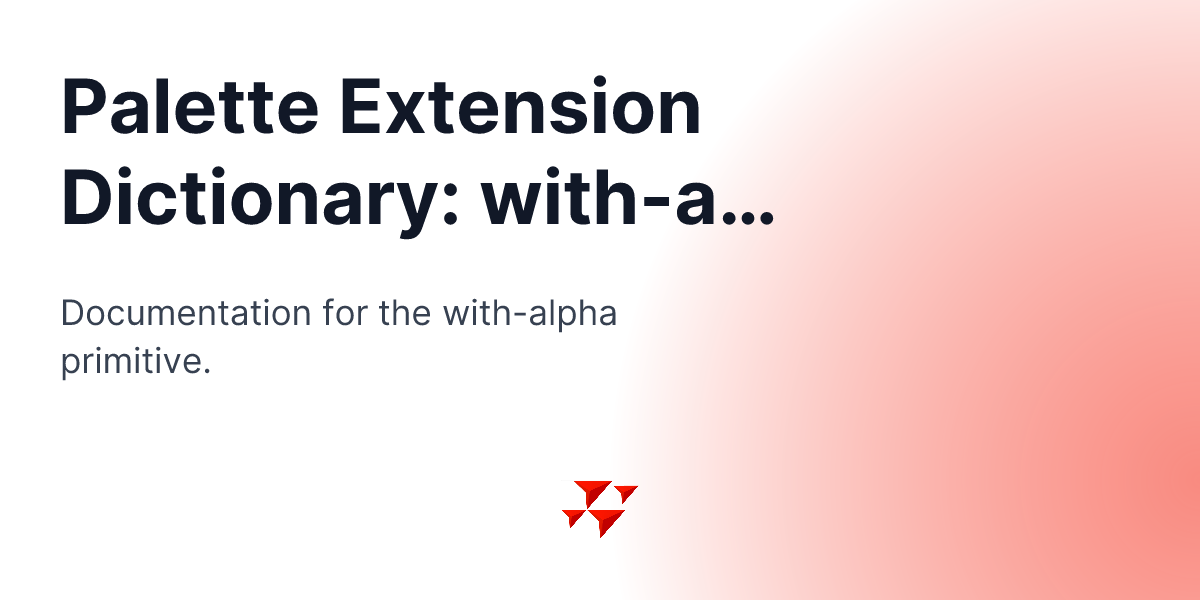 Palette Extension
Dictionary: with-a...
Documentation for the with-alpha
primitive.